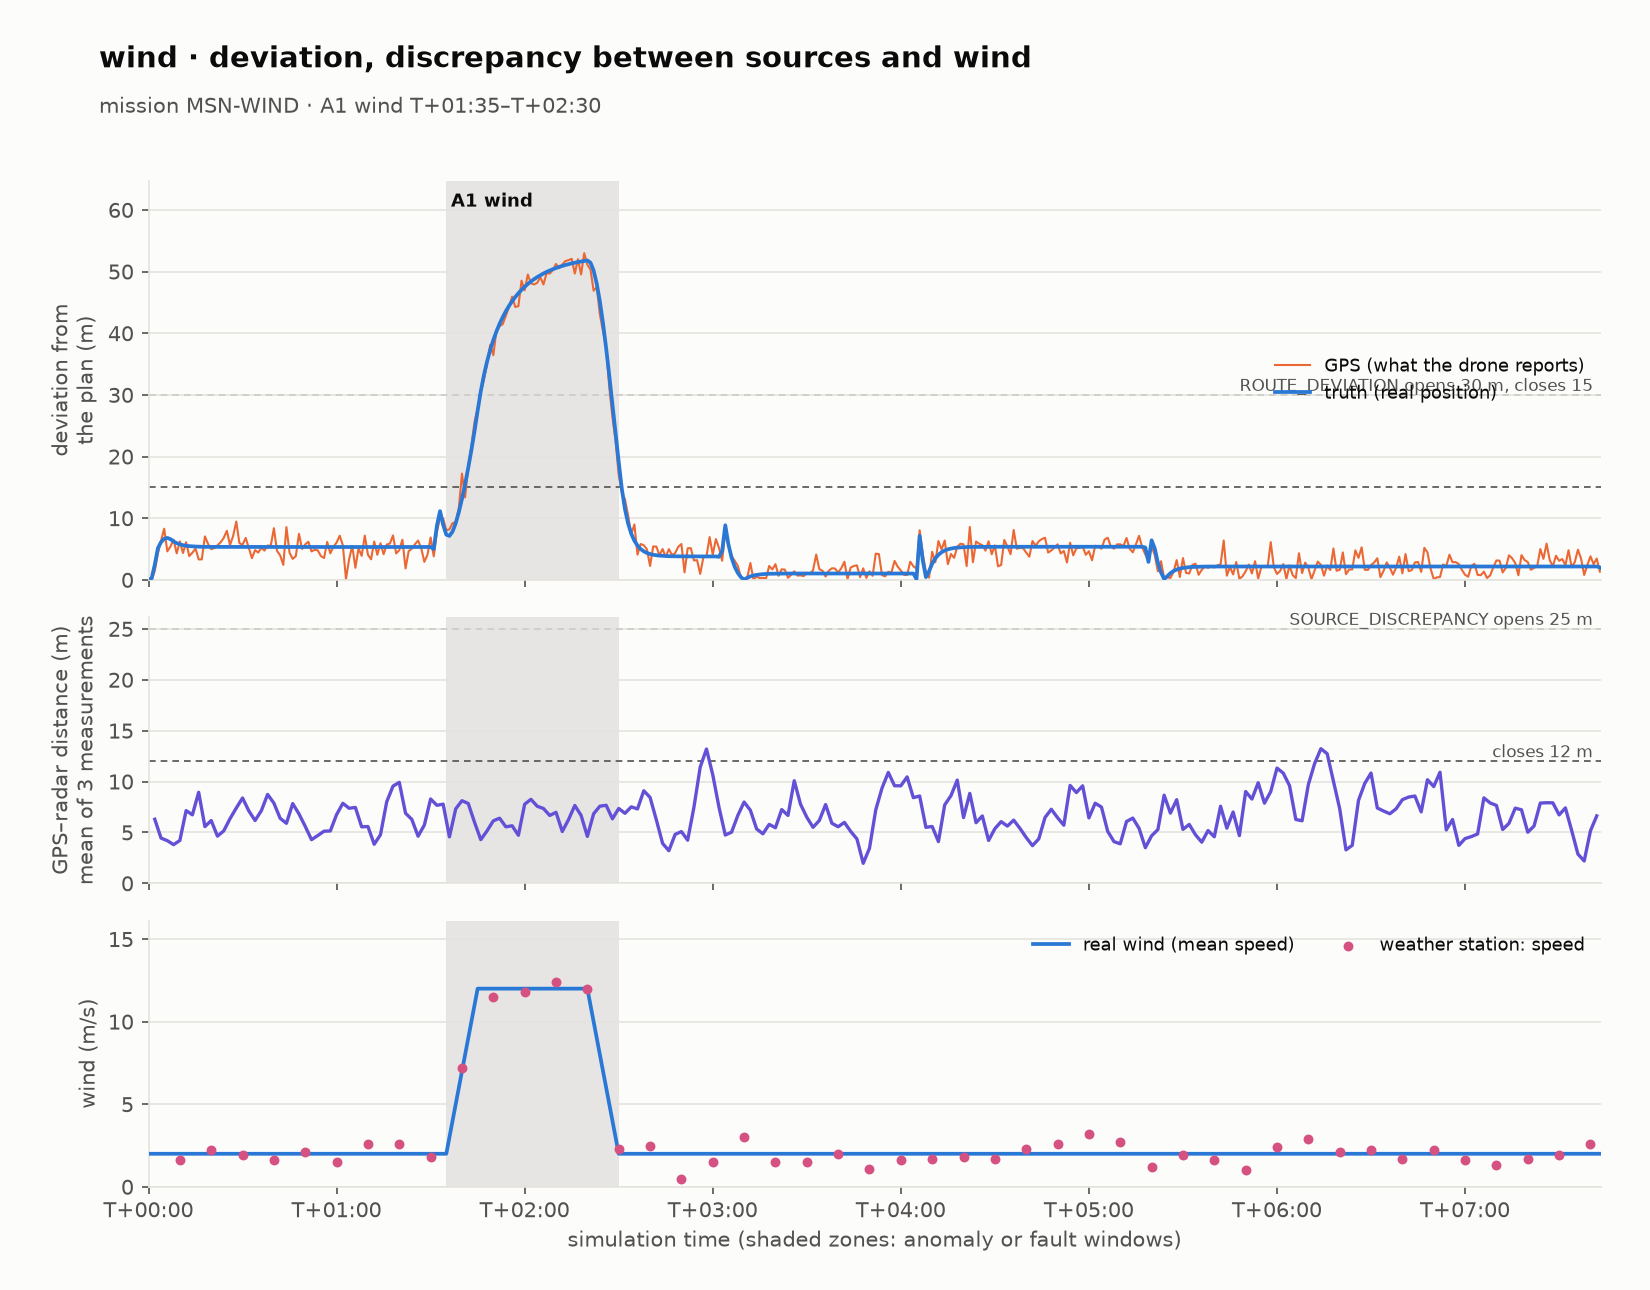 wind · deviation, discrepancy between sources and wind
mission MSN-WIND · A1 wind T+01:35–T+02:30
deviation from
the plan (m)
60
50
40
30
20
10
0
A1 wind
GPS (what the drone reports)
ROUTE_DEVIATION opens 30 m, closes 15
truth (real position)
GPS–radar distance (m)
mean of 3 measurements
25
20
15
10
5
0
SOURCE_DISCREPANCY opens 25 m
closes 12 m
wind (m/s)
15
10
5
0
real wind (mean speed)
weather station: speed
T+00:00 T+01:00 T+02:00 T+03:00 T+04:00 T+05:00 T+06:00 T+07:00
simulation time (shaded zones: anomaly or fault windows)